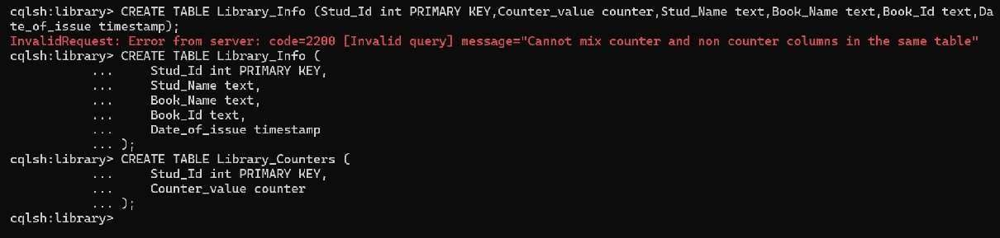 cqlsh:library> CREATE TABLE Library_Info (Stud_Id int PRIMARY KEY,Counter_value counter,Stud_Name text,Book_Name text,Book_Id text,Da
te_of_issue timestamp);
InvalidRequest: Error from server: code=2200 [Invalid query] message="Cannot mix counter and non counter columns in the same table"
cqlsh:library> CREATE TABLE Library_Info (
           ...     Stud_Id int PRIMARY KEY,
           ...     Stud_Name text,
           ...     Book_Name text,
           ...     Book_Id text,
           ...     Date_of_issue timestamp
           ... );
cqlsh:library> CREATE TABLE Library_Counters (
           ...     Stud_Id int PRIMARY KEY,
           ...     Counter_value counter
           ... );
cqlsh:library>